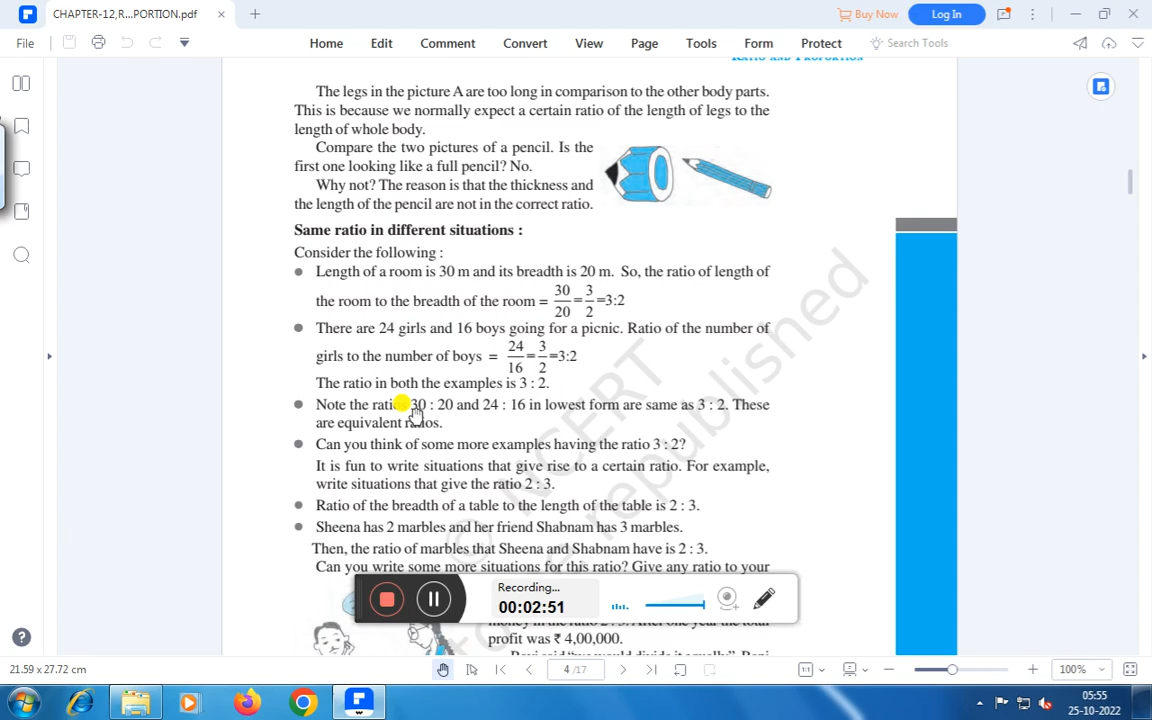 CHAPTER-12,R...PORTION.pdf
Buy Now
Log In
File
Home Edit Comment Convert View Page Tools Form Protect Search Tools
RATIO AND PROPORTION
The legs in the picture A are too long in comparison to the other body parts.
This is because we normally expect a certain ratio of the length of legs to the
length of whole body.
Compare the two pictures of a pencil. Is the
first one looking like a full pencil? No.
Why not? The reason is that the thickness and
the length of the pencil are not in the correct ratio.
Same ratio in different situations :
Consider the following :
Length of a room is 30 m and its breadth is 20 m. So, the ratio of length of
the room to the breadth of the room = 30/20 = 3/2 =3:2
There are 24 girls and 16 boys going for a picnic. Ratio of the number of
girls to the number of boys = 24/16 = 3/2 =3:2
The ratio in both the examples is 3 : 2.
Note the ratios 30 : 20 and 24 : 16 in lowest form are same as 3 : 2. These
are equivalent ratios.
Can you think of some more examples having the ratio 3 : 2?
It is fun to write situations that give rise to a certain ratio. For example,
write situations that give the ratio 2 : 3.
Ratio of the breadth of a table to the length of the table is 2 : 3.
Sheena has 2 marbles and her friend Shabnam has 3 marbles.
Then, the ratio of marbles that Sheena and Shabnam have is 2 : 3.
Can you write some more situations for this ratio? Give any ratio to your
© NCERT
republished
Recording...
00:02:51
profit was ₹ 4,00,000.
21.59 x 27.72 cm
4 /17
1:1
100%
05:55
25-10-2022